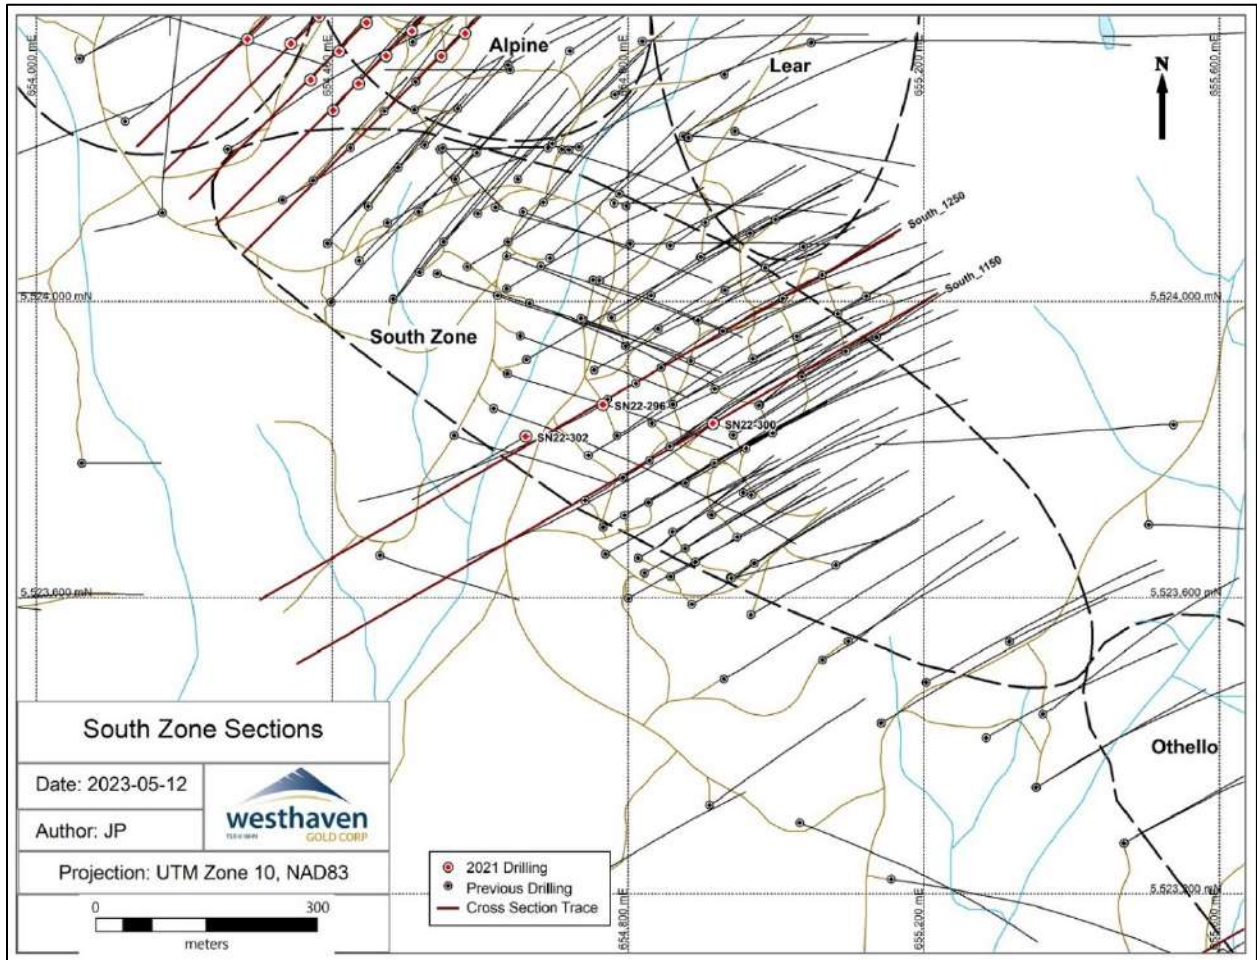 654,000 mE
654,400 mE
654,800 mE
655,200 mE
655,600 mE
Alpine
Lear
N
South_1250
South_1150
5,524,000 mN
5,524,000 mN
South Zone
SN22-296
SN22-300
SN22-302
5,523,600 mN
5,523,600 mN
Othello
South Zone Sections
Date: 2023-05-12
Author: JP
westhaven
GOLD CORP
Projection: UTM Zone 10, NAD83
0 300
meters
2021 Drilling
Previous Drilling
Cross Section Trace
654,800 mE
655,200 mE
5,523,200 mN